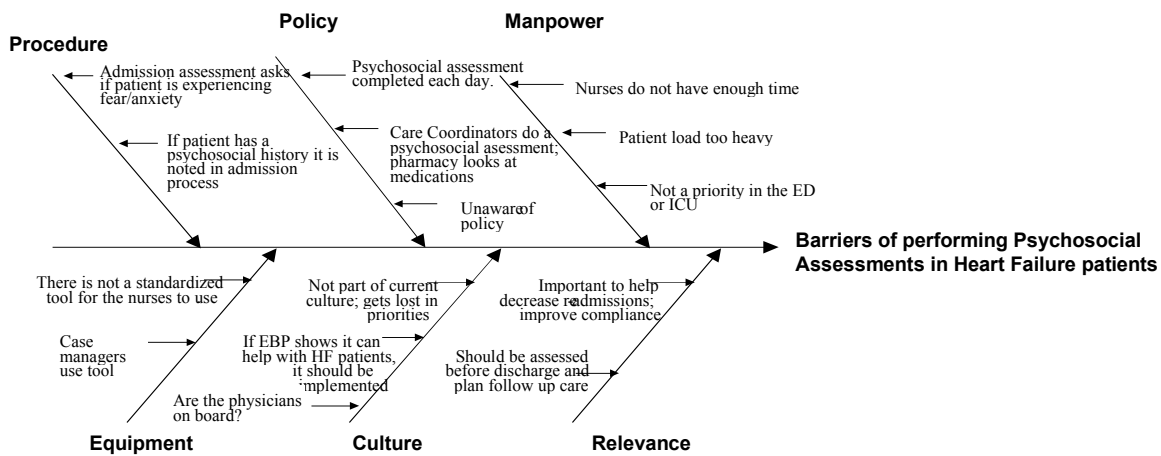 Policy
Manpower
Procedure
Admission assessment asks
if patient is experiencing
fear/anxiety
If patient has a
psychosocial history it is
noted in admission
process
Psychosocial assessment
completed each day.
Care Coordinators do a
psychosocial asessment;
pharmacy looks at
medications
Unaware of
policy
Nurses do not have enough time
Patient load too heavy
Not a priority in the ED
or ICU
Barriers of performing Psychosocial
Assessments in Heart Failure patients
There is not a standardized
tool for the nurses to use
Case
managers
use tool
Not part of current
culture; gets lost in
priorities
If EBP shows it can
help with HF patients,
it should be
implemented
Are the physicians
on board?
Important to help
decrease readmissions;
improve compliance
Should be assessed
before discharge and
plan follow up care
Equipment
Culture
Relevance